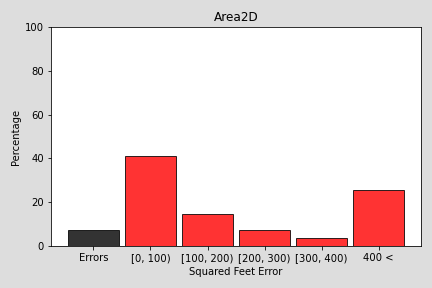 Area2D
100
80
60
40
20
0
Percentage
Errors [0, 100) [100, 200) [200, 300) [300, 400) 400 <
Squared Feet Error